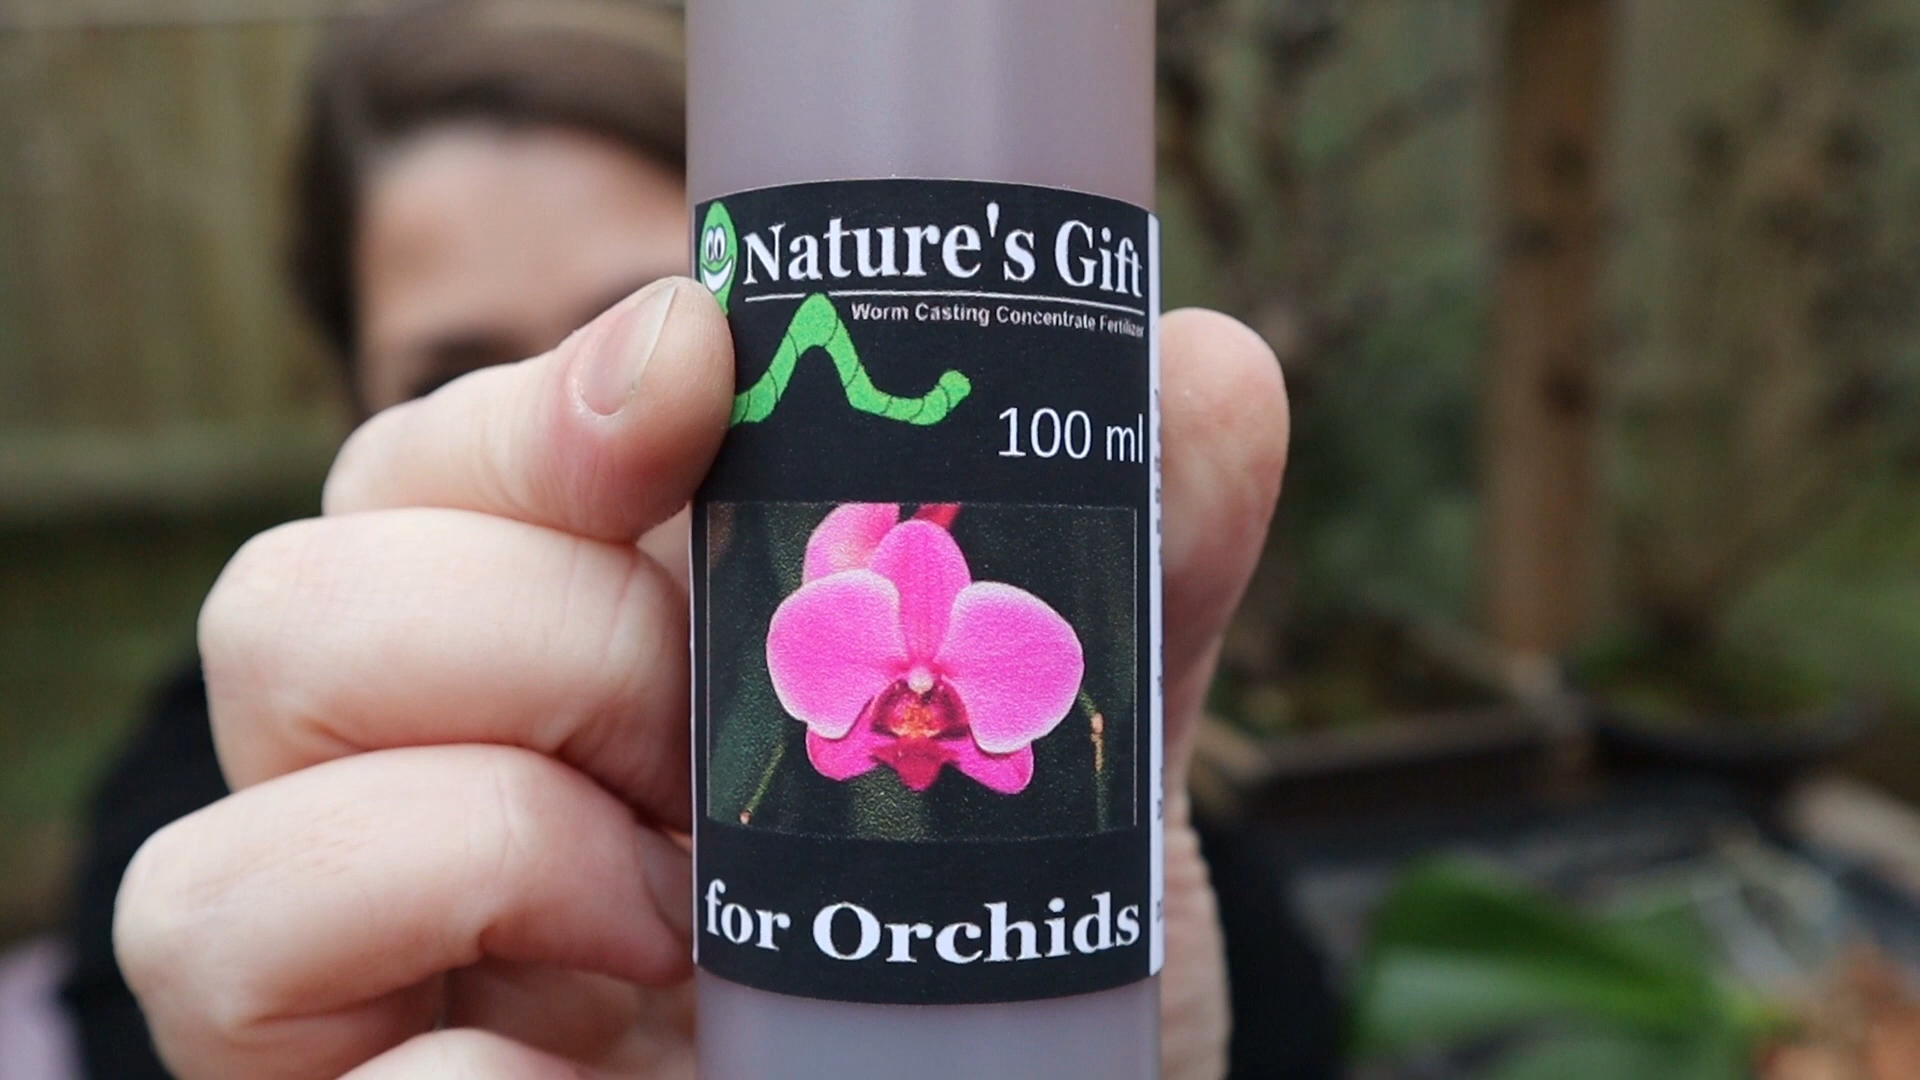 Nature's Gift
Worm Casting Concentrate Fertilizer
100 ml
for Orchids